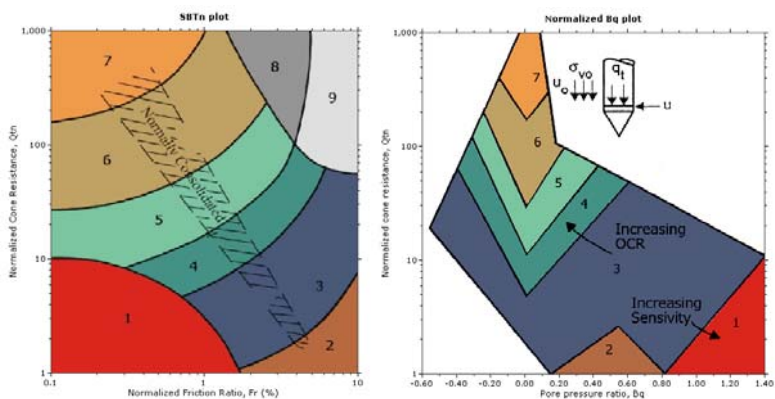 SBTn plot
Normalized Cone Resistance, Qtn
1,000
100
10
1
7
8
9
6
5
4
3
1
2
Normally Consolidated
0.1
1
10
Normalized Friction Ratio, Fr (%)
Normalized Bq plot
Normalized cone resistance, Qtn
1,000
100
10
1
7
6
5
4
3
2
1
u₀
σvo
qt
u
Increasing
OCR
Increasing
Sensivity
-0.60
-0.40
-0.20
0.00
0.20
0.40
0.60
0.80
1.00
1.20
1.40
Pore pressure ratio, Bq